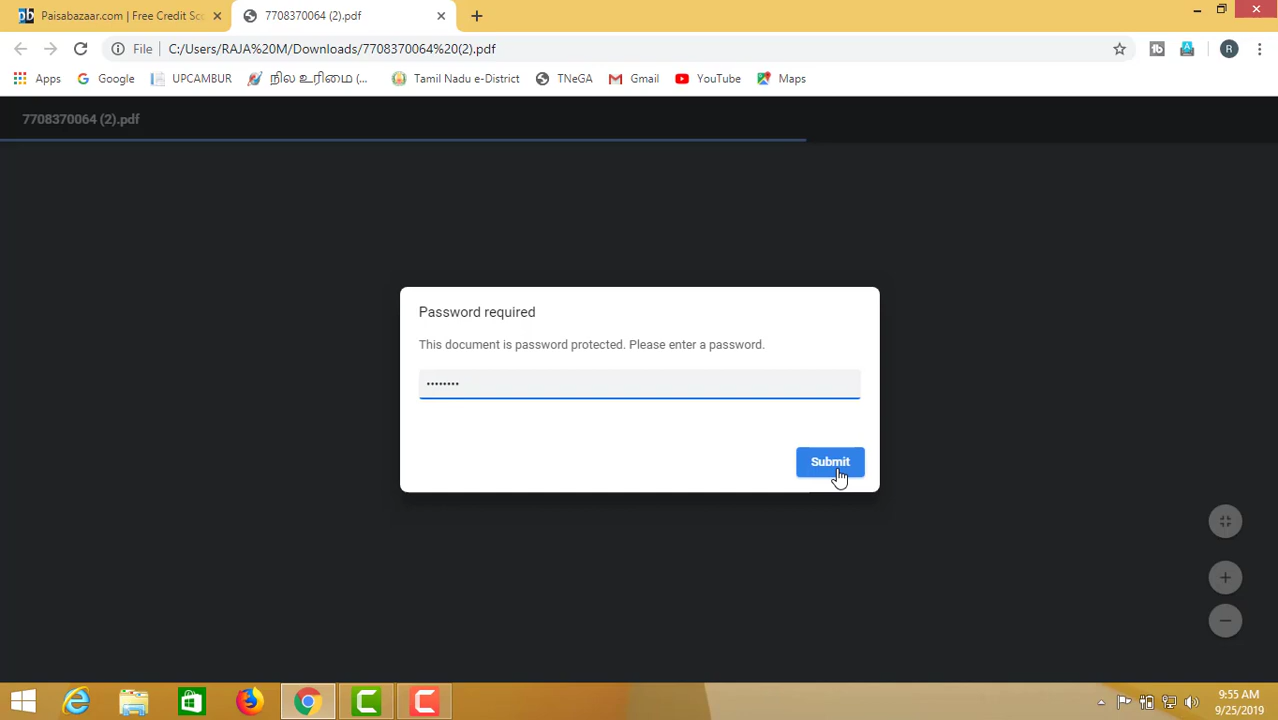 Paisabazaar.com | Free Credit Sc
7708370064 (2).pdf
File
C:/Users/RAJA%20M/Downloads/7708370064%20(2).pdf
R
Apps
Google
UPCAMBUR
நில உரிமை (...
Tamil Nadu e-District
TNeGA
Gmail
YouTube
Maps
7708370064 (2).pdf
Password required
This document is password protected. Please enter a password.
••••••••
Submit
9:55 AM
9/25/2019